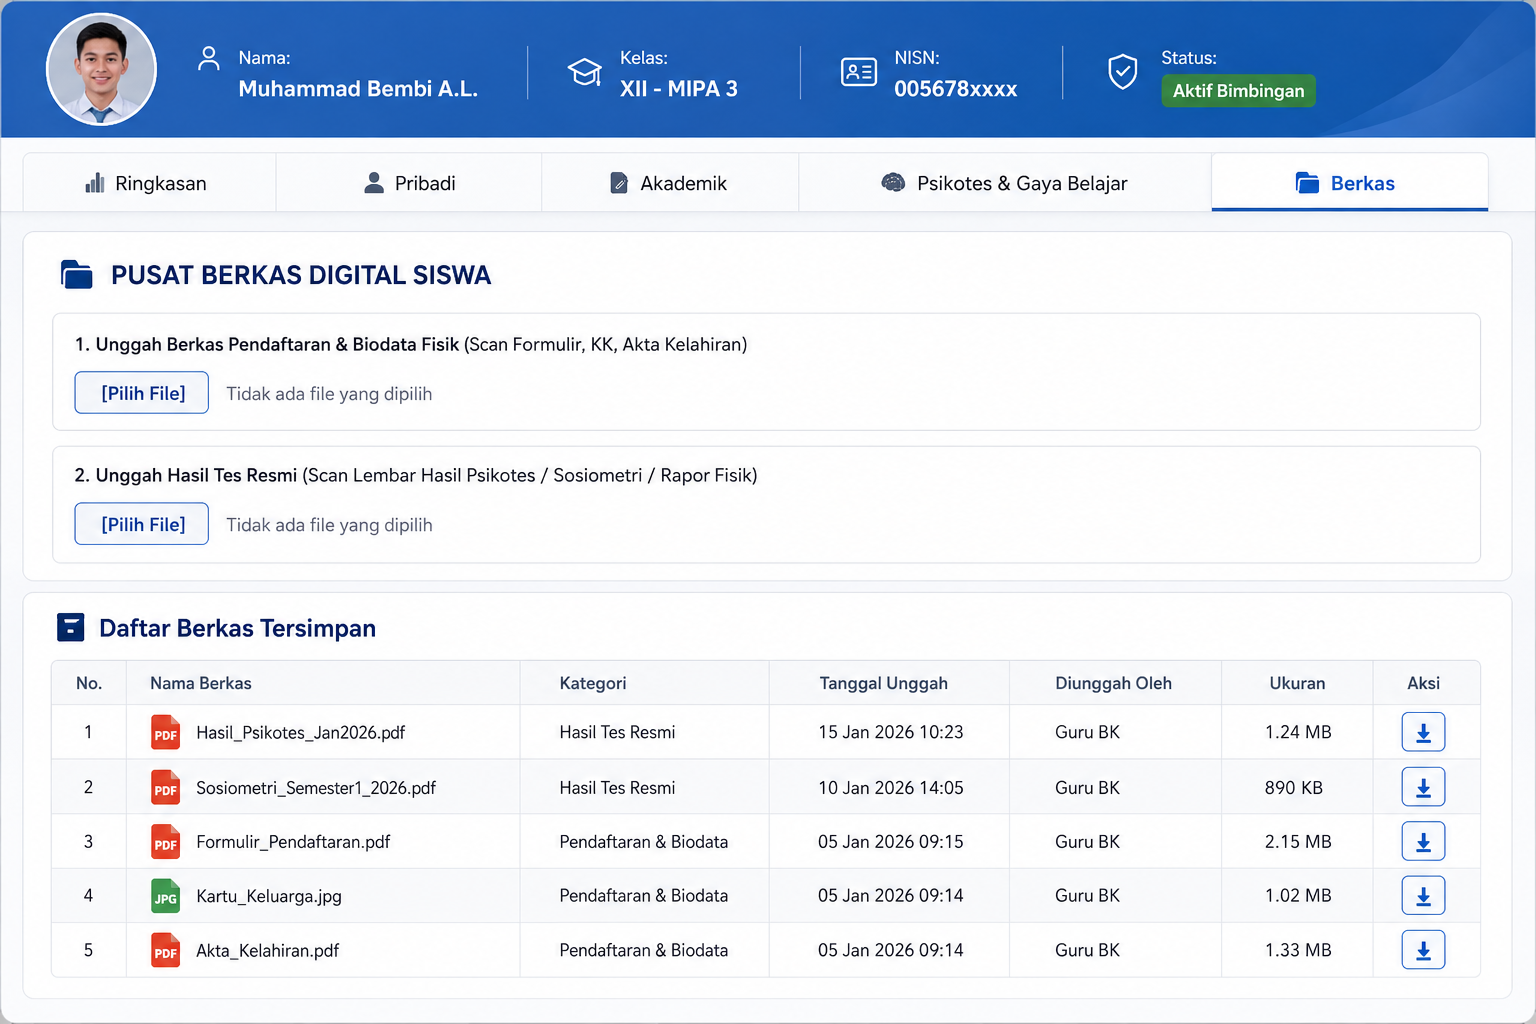 Nama:
Muhammad Bembi A.L.
Kelas:
XII - MIPA 3
NISN:
005678xxxx
Status:
Aktif Bimbingan
Ringkasan
Pribadi
Akademik
Psikotes & Gaya Belajar
Berkas
PUSAT BERKAS DIGITAL SISWA
1. Unggah Berkas Pendaftaran & Biodata Fisik (Scan Formulir, KK, Akta Kelahiran)
[Pilih File] Tidak ada file yang dipilih
2. Unggah Hasil Tes Resmi (Scan Lembar Hasil Psikotes / Sosiometri / Rapor Fisik)
[Pilih File] Tidak ada file yang dipilih
Daftar Berkas Tersimpan
No. Nama Berkas Kategori Tanggal Unggah Diunggah Oleh Ukuran Aksi
1 PDF Hasil_Psikotes_Jan2026.pdf Hasil Tes Resmi 15 Jan 2026 10:23 Guru BK 1.24 MB
2 PDF Sosiometri_Semester1_2026.pdf Hasil Tes Resmi 10 Jan 2026 14:05 Guru BK 890 KB
3 PDF Formulir_Pendaftaran.pdf Pendaftaran & Biodata 05 Jan 2026 09:15 Guru BK 2.15 MB
4 JPG Kartu_Keluarga.jpg Pendaftaran & Biodata 05 Jan 2026 09:14 Guru BK 1.02 MB
5 PDF Akta_Kelahiran.pdf Pendaftaran & Biodata 05 Jan 2026 09:14 Guru BK 1.33 MB